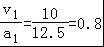 v₁/a₁ = 10/12.5 = 0.8